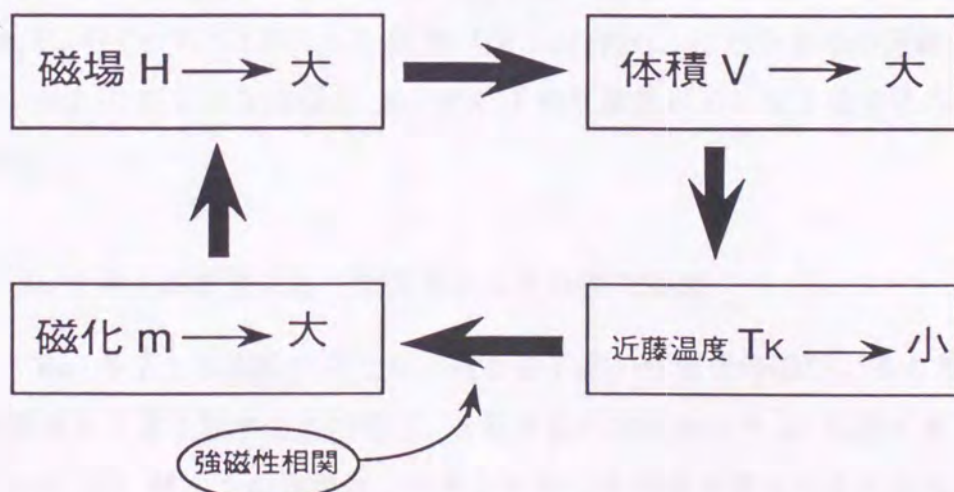 磁場 H → 大
体積 V → 大
磁化 m → 大
近藤温度 TK → 小
強磁性相関